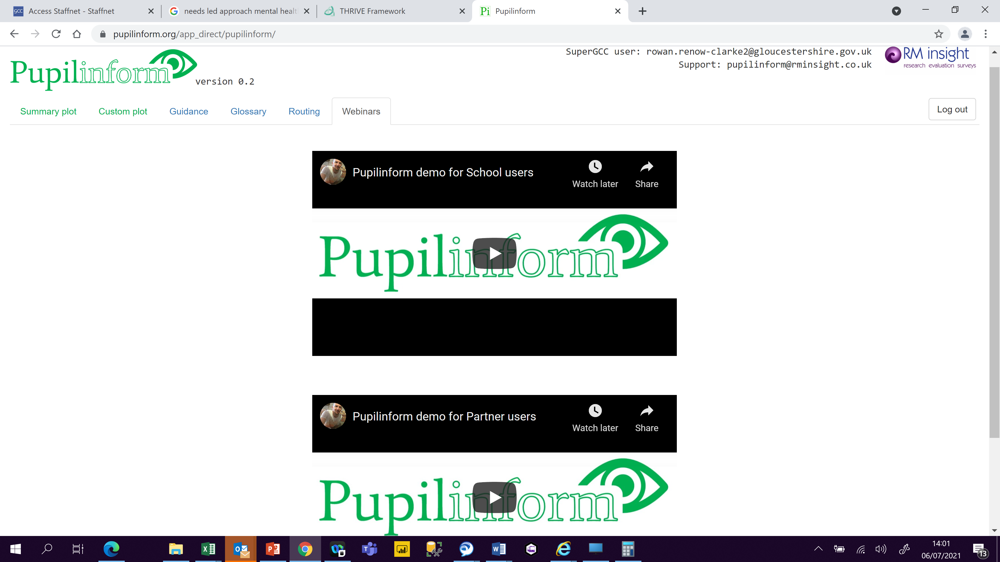 GCC Access Staffnet - Staffnet
needs led approach mental healt
THRIVE Framework
Pi Pupilinform
pupilinform.org/app_direct/pupilinform/
Pupilinform version 0.2
SuperGCC user: rowan.renow-clarke2@gloucestershire.gov.uk
Support: pupilinform@rminsight.co.uk
RM insight
research evaluation surveys
Summary plot
Custom plot
Guidance
Glossary
Routing
Webinars
Log out
Pupilinform demo for School users
Watch later
Share
Pupilinform
Pupilinform demo for Partner users
Watch later
Share
Pupilinform
14:01
06/07/2021
13